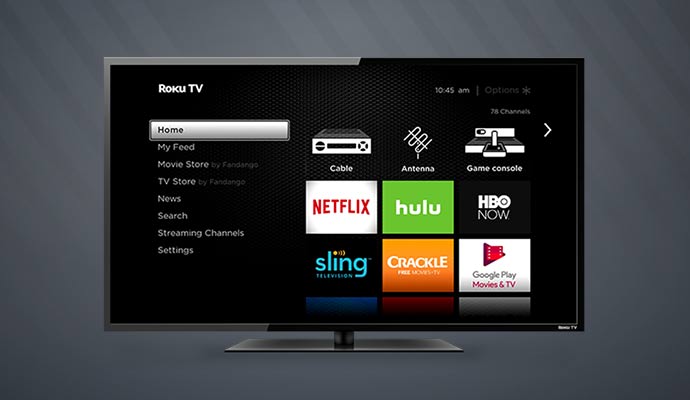 Roku TV
10:45 am | Options
78 Channels
Home
My Feed
Movie Store by Fandango
TV Store by Fandango
News
Search
Streaming Channels
Settings
Cable
Antenna
Game console
NETFLIX
hulu
HBO
NOW
sling
TELEVISION
CRACKLE
FREE MOVIES+TV
Google Play
Movies & TV
Roku TV